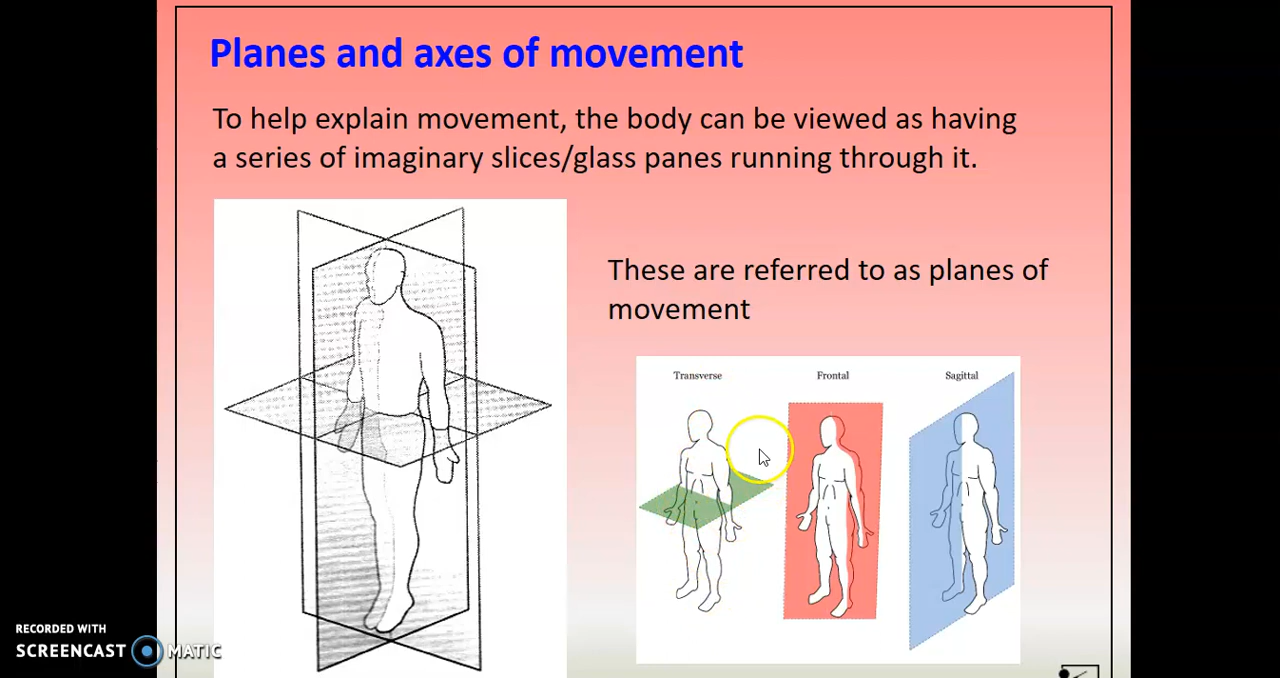 Planes and axes of movement
To help explain movement, the body can be viewed as having
a series of imaginary slices/glass panes running through it.
These are referred to as planes of
movement
Transverse
Frontal
Sagittal
RECORDED WITH
SCREENCAST MATIC